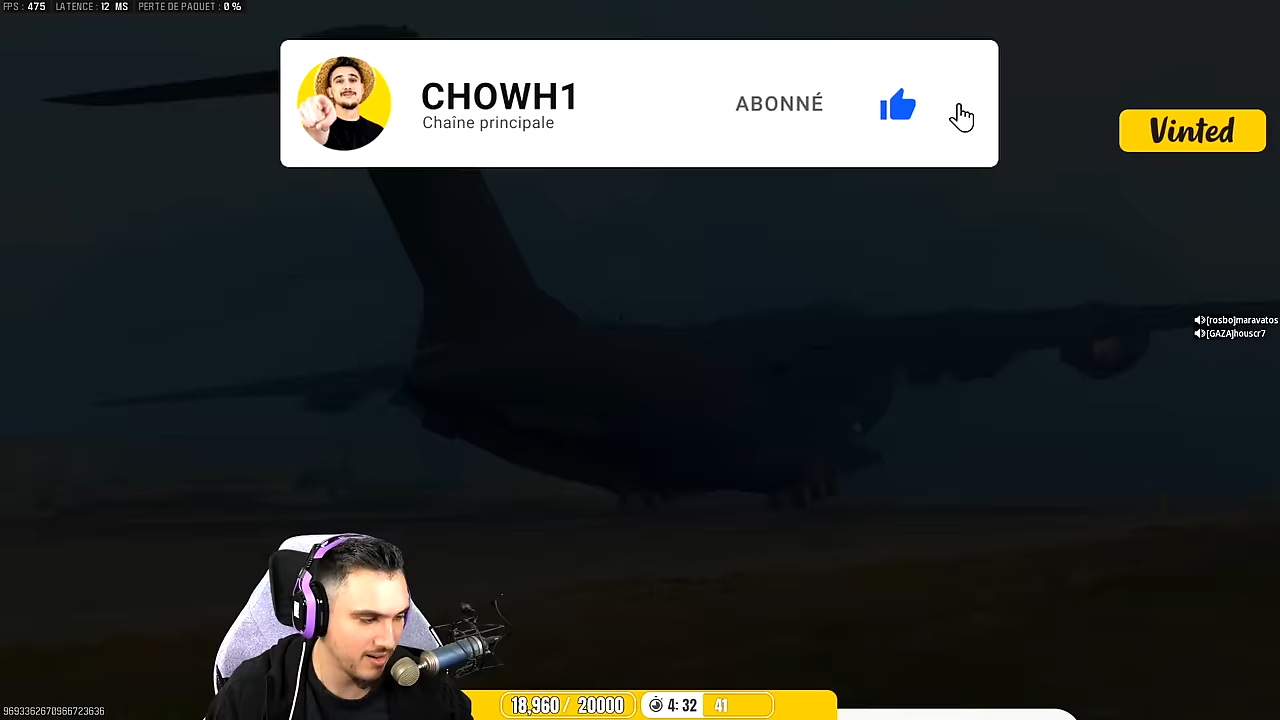 FPS : 475 LATENCE : 12 MS PERTE DE PAQUET : 0 %
CHOWH1
Chaîne principale
ABONNÉ
Vinted
[rosbo]maravatos
[GAZA]houscr7
18,960 / 20000
4:32
41
9693362670966723636